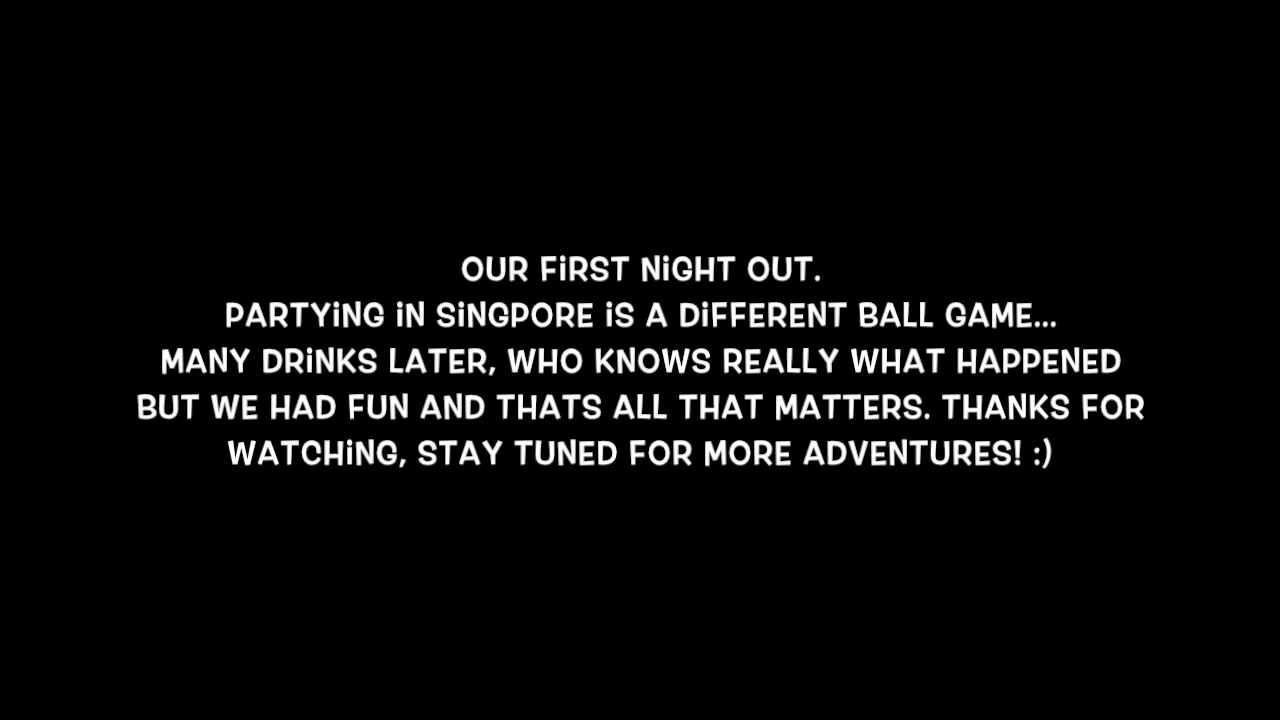 OUR FiRST NiGHT OUT.
PARTYiNG iN SiNGPORE iS A DiFFERENT BALL GAME...
MANY DRiNKS LATER, WHO KNOWS REALLY WHAT HAPPENED
BUT WE HAD FUN AND THATS ALL THAT MATTERS. THANKS FOR
WATCHiNG, STAY TUNED FOR MORE ADVENTURES! :)